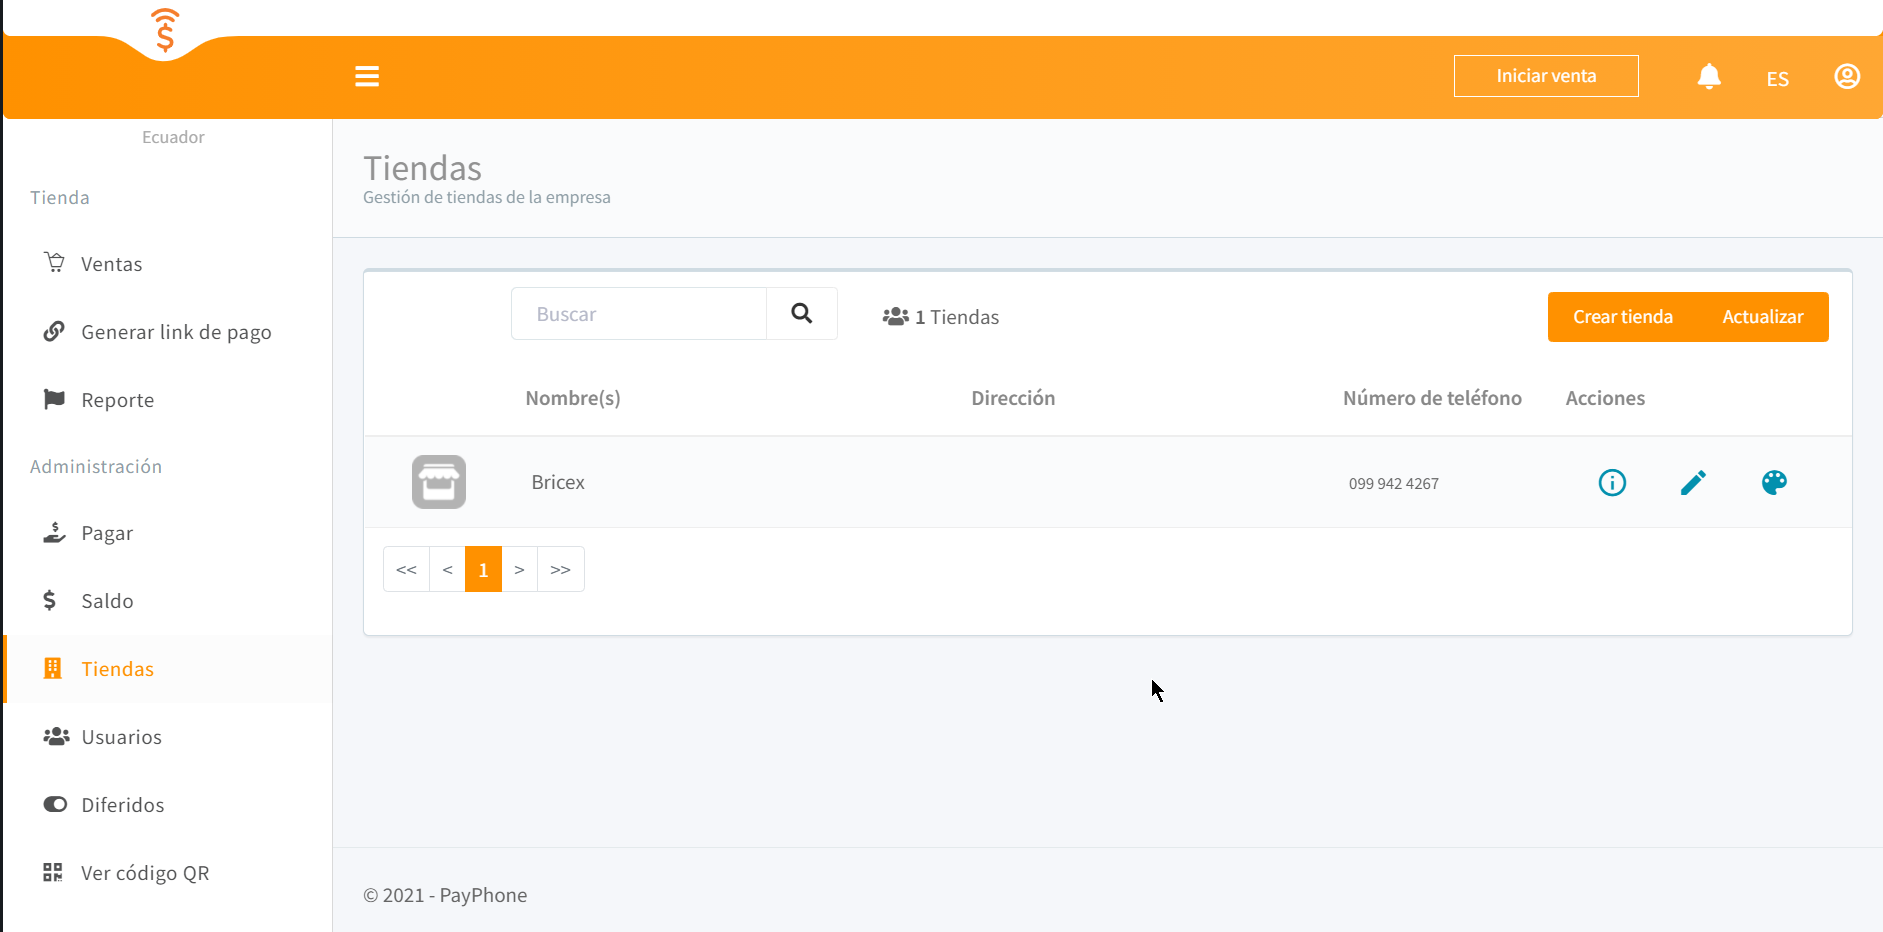 Iniciar venta
ES
Ecuador
Tienda
Ventas
Generar link de pago
Reporte
Administración
Pagar
Saldo
Tiendas
Usuarios
Diferidos
Ver código QR
Tiendas
Gestión de tiendas de la empresa
Buscar
1 Tiendas
Crear tienda Actualizar
Nombre(s) Dirección Número de teléfono Acciones
Bricex 099 942 4267
<< < 1 > >>
© 2021 - PayPhone